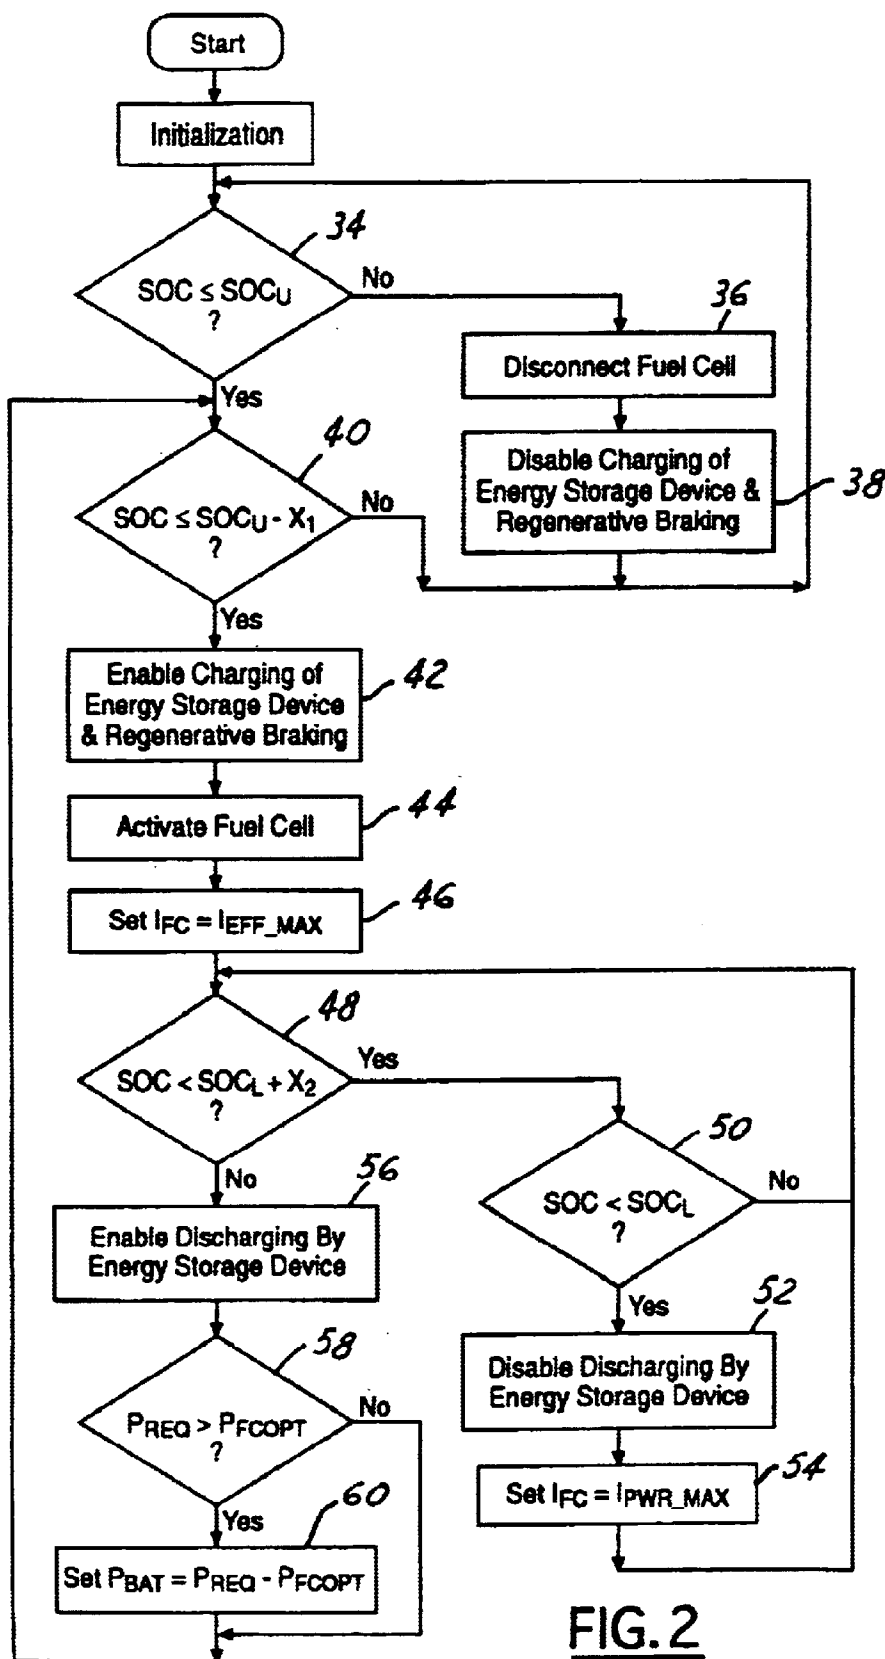 Start
Initialization
34
SOC ≤ SOCU
?
No
Yes
36
Disconnect Fuel Cell
Disable Charging of
Energy Storage Device &
Regenerative Braking
38
40
SOC ≤ SOCU - X1
?
No
Yes
Enable Charging of
Energy Storage Device
& Regenerative Braking
42
Activate Fuel Cell
44
Set IFC = IEFF_MAX
46
48
SOC < SOCL + X2
?
Yes
No
50
SOC < SOCL
?
No
Yes
52
Disable Discharging By
Energy Storage Device
54
Set IFC = IPWR_MAX
56
Enable Discharging By
Energy Storage Device
58
PREQ > PFCOPT
?
No
Yes
60
Set PBAT = PREQ - PFCOPT
FIG. 2